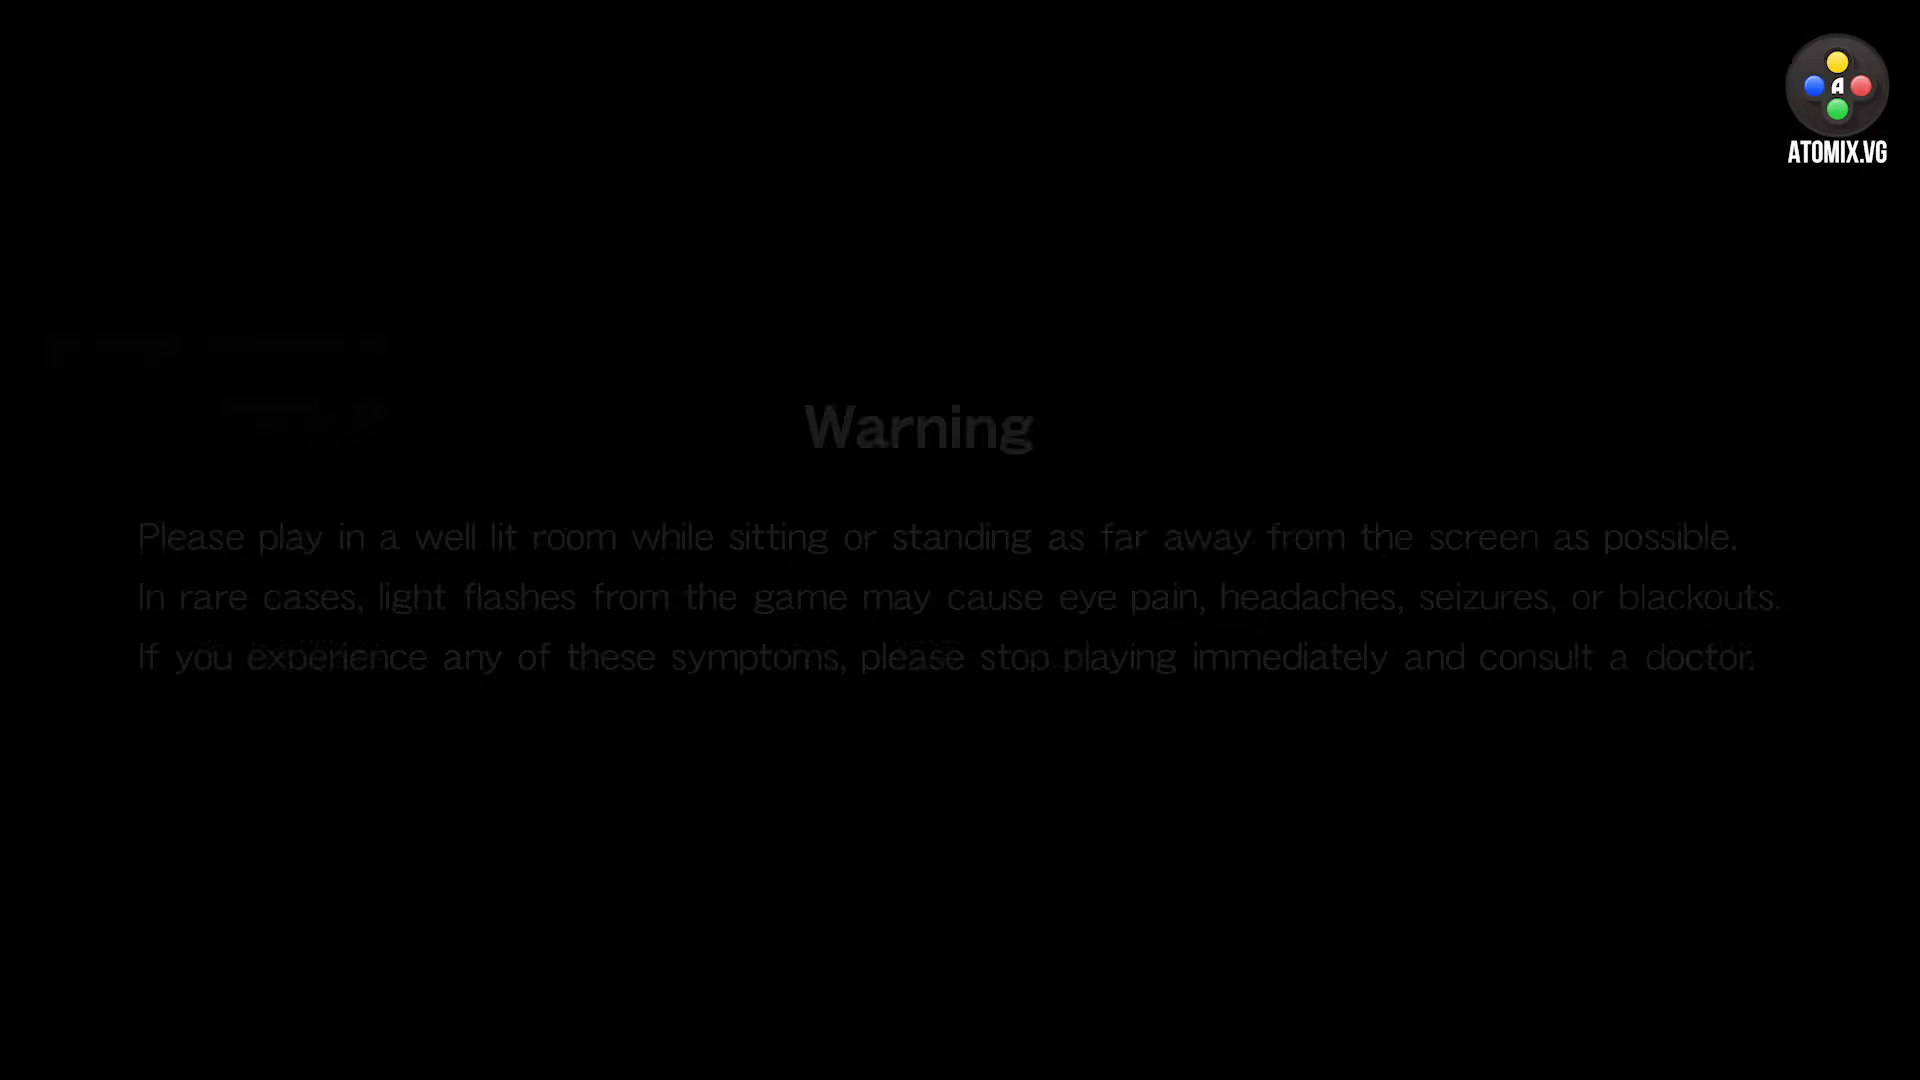 A
ATOMIX.VG
Warning
Please play in a well lit room while sitting or standing as far away from the screen as possible.
In rare cases, light flashes from the game may cause eye pain, headaches, seizures, or blackouts.
If you experience any of these symptoms, please stop playing immediately and consult a doctor.